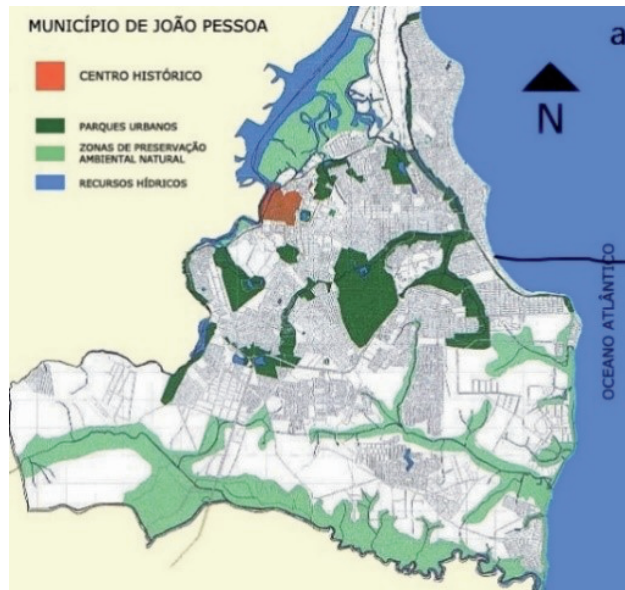 MUNICÍPIO DE JOÃO PESSOA
a
CENTRO HISTÓRICO
PARQUES URBANOS
ZONAS DE PRESERVAÇÃO
AMBIENTAL NATURAL
RECURSOS HÍDRICOS
N
OCEANO ATLÂNTICO